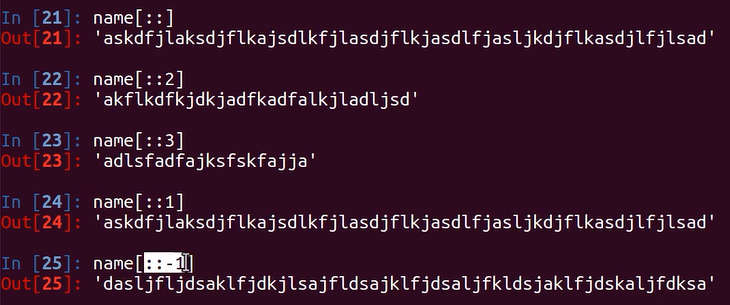 In [21]: name[::]
Out[21]: 'askdfjlaksdjflkajsdlkfjlasdjflkjasdlfjasljkdjflkasdjlfjlsad'
In [22]: name[::2]
Out[22]: 'akflkdfkjdkjadfkadfalkjladljsd'
In [23]: name[::3]
Out[23]: 'adlsfadfajksfskfajja'
In [24]: name[::1]
Out[24]: 'askdfjlaksdjflkajsdlkfjlasdjflkjasdlfjasljkdjflkasdjlfjlsad'
In [25]: name[::-1]
Out[25]: 'dasljfljdsaklfjdkjlsajfldsajklfjdsaljfkldsjakljfjdskaljfdksa'